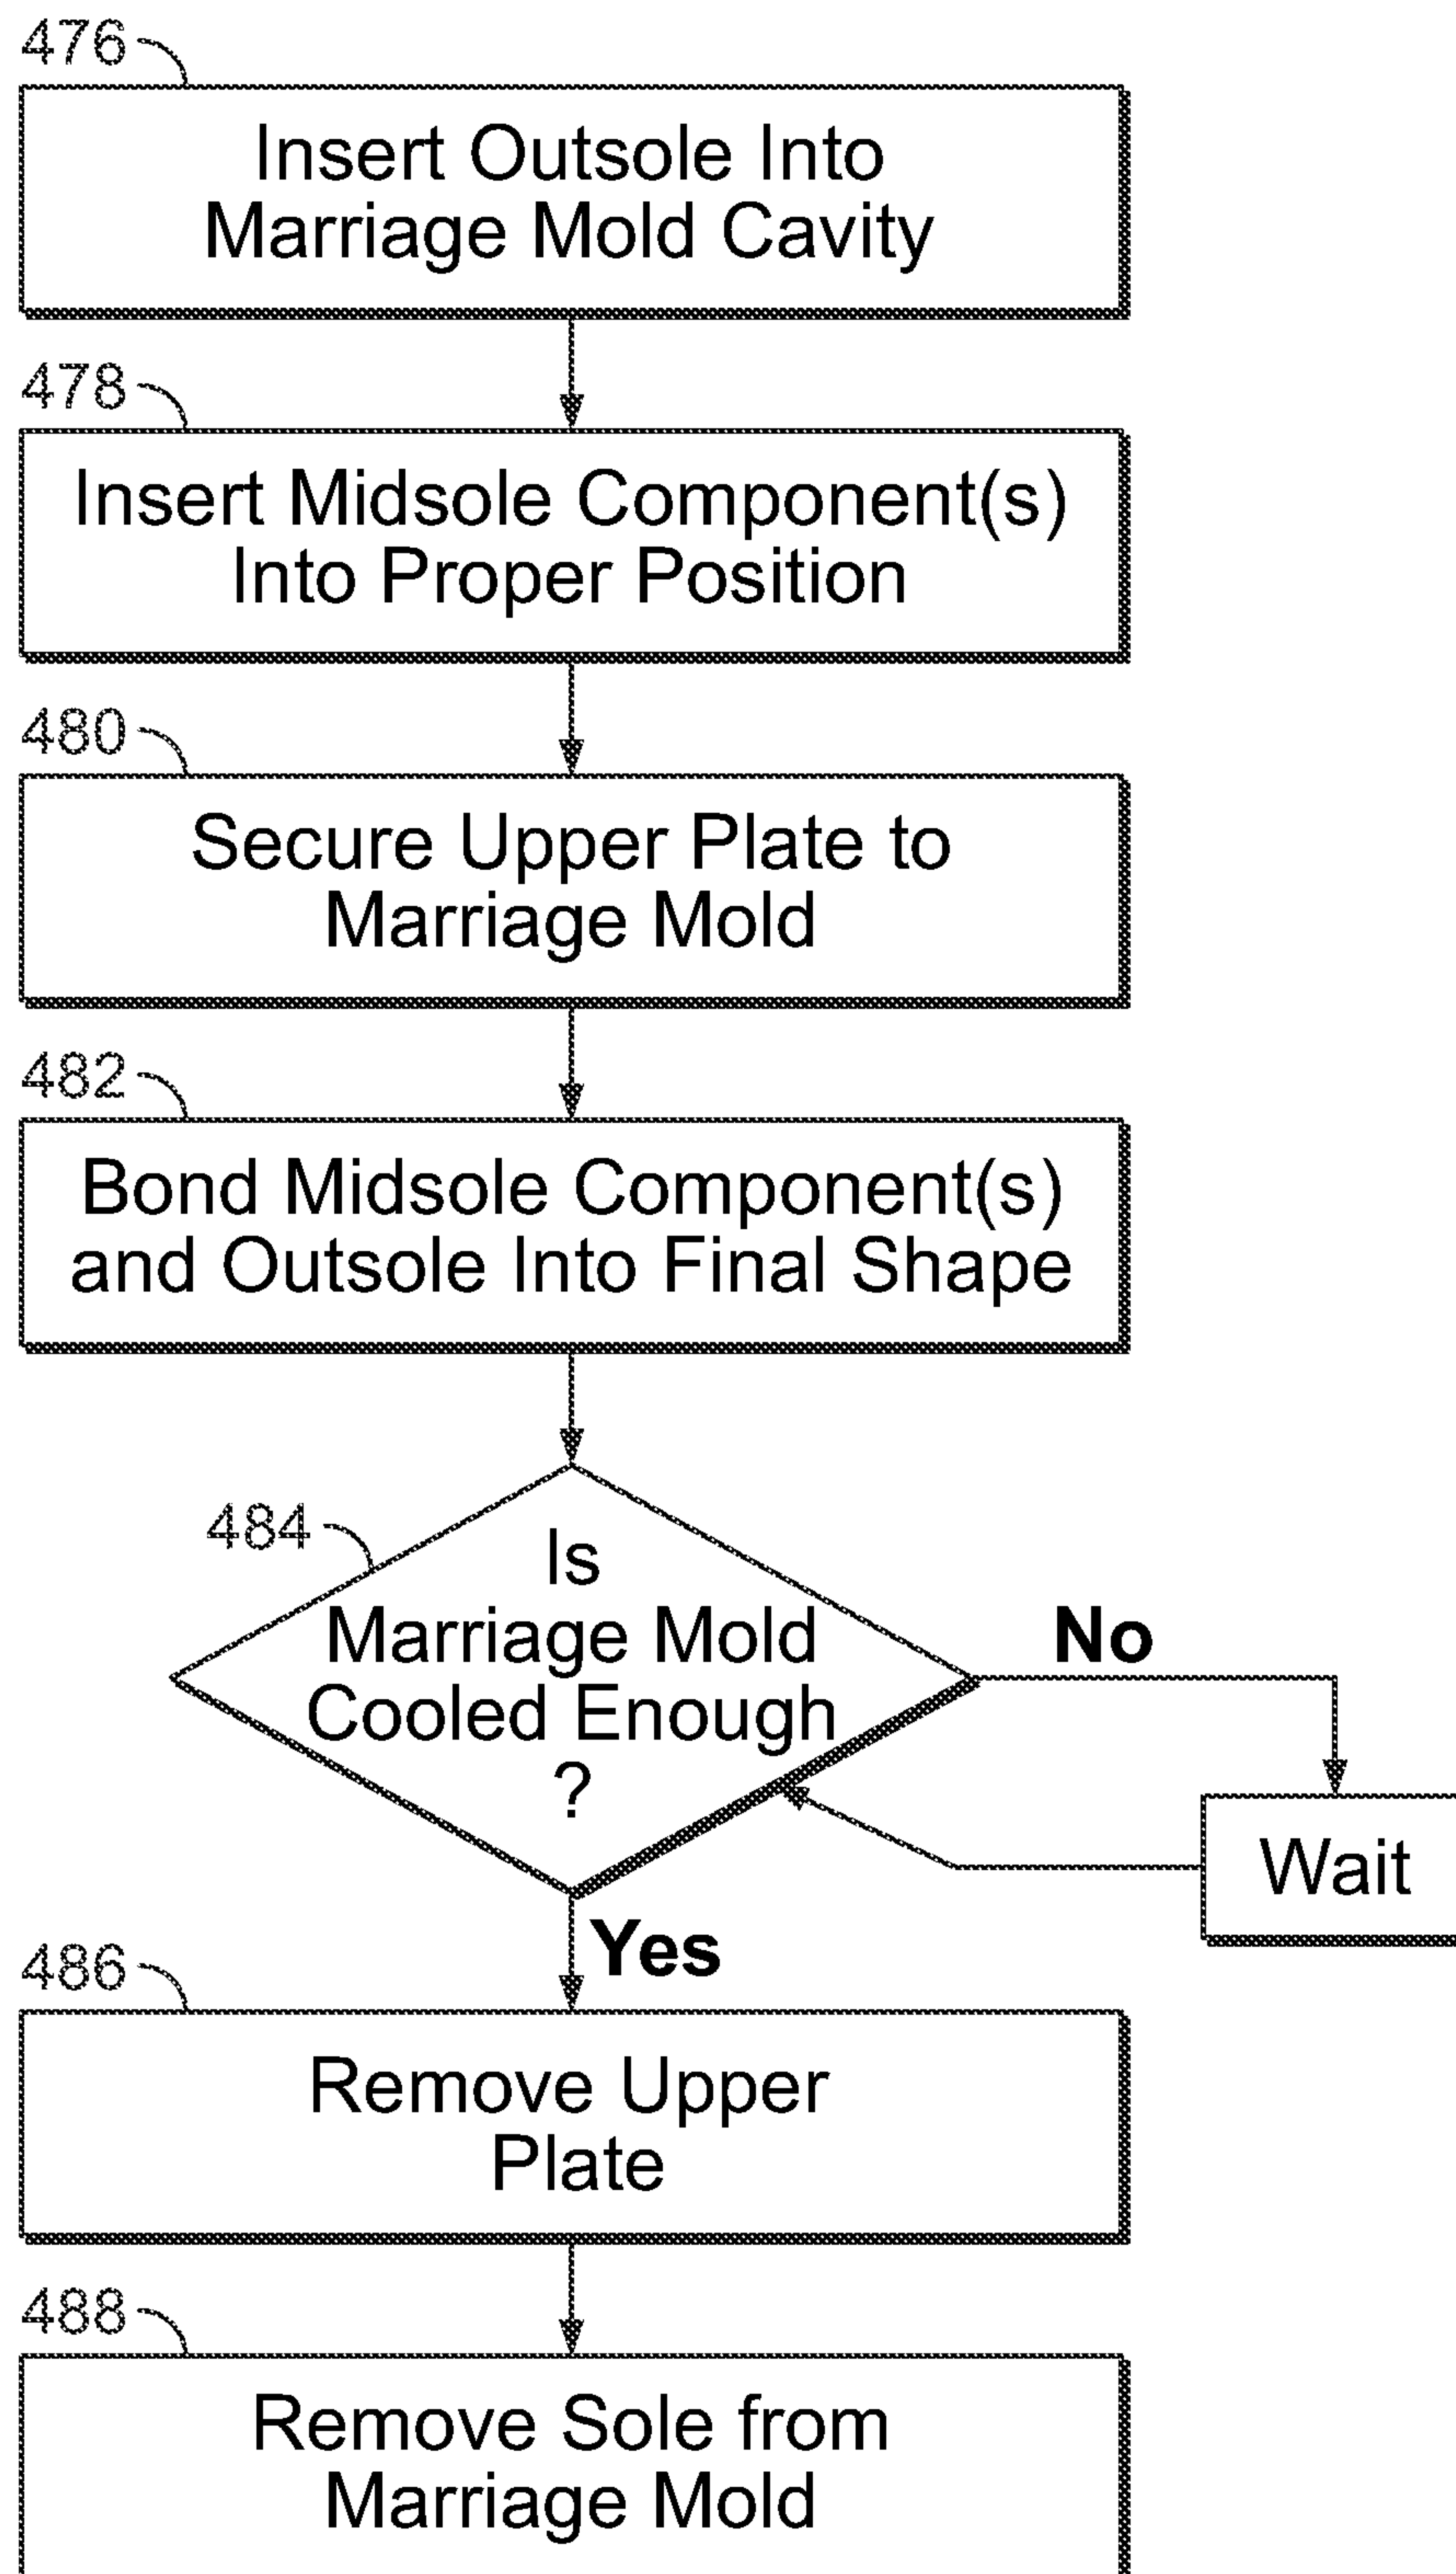 476
Insert Outsole Into
Marriage Mold Cavity
478
Insert Midsole Component(s)
Into Proper Position
480
Secure Upper Plate to
Marriage Mold
482
Bond Midsole Component(s)
and Outsole Into Final Shape
484
Is
Marriage Mold
Cooled Enough
?
No
Wait
Yes
486
Remove Upper
Plate
488
Remove Sole from
Marriage Mold